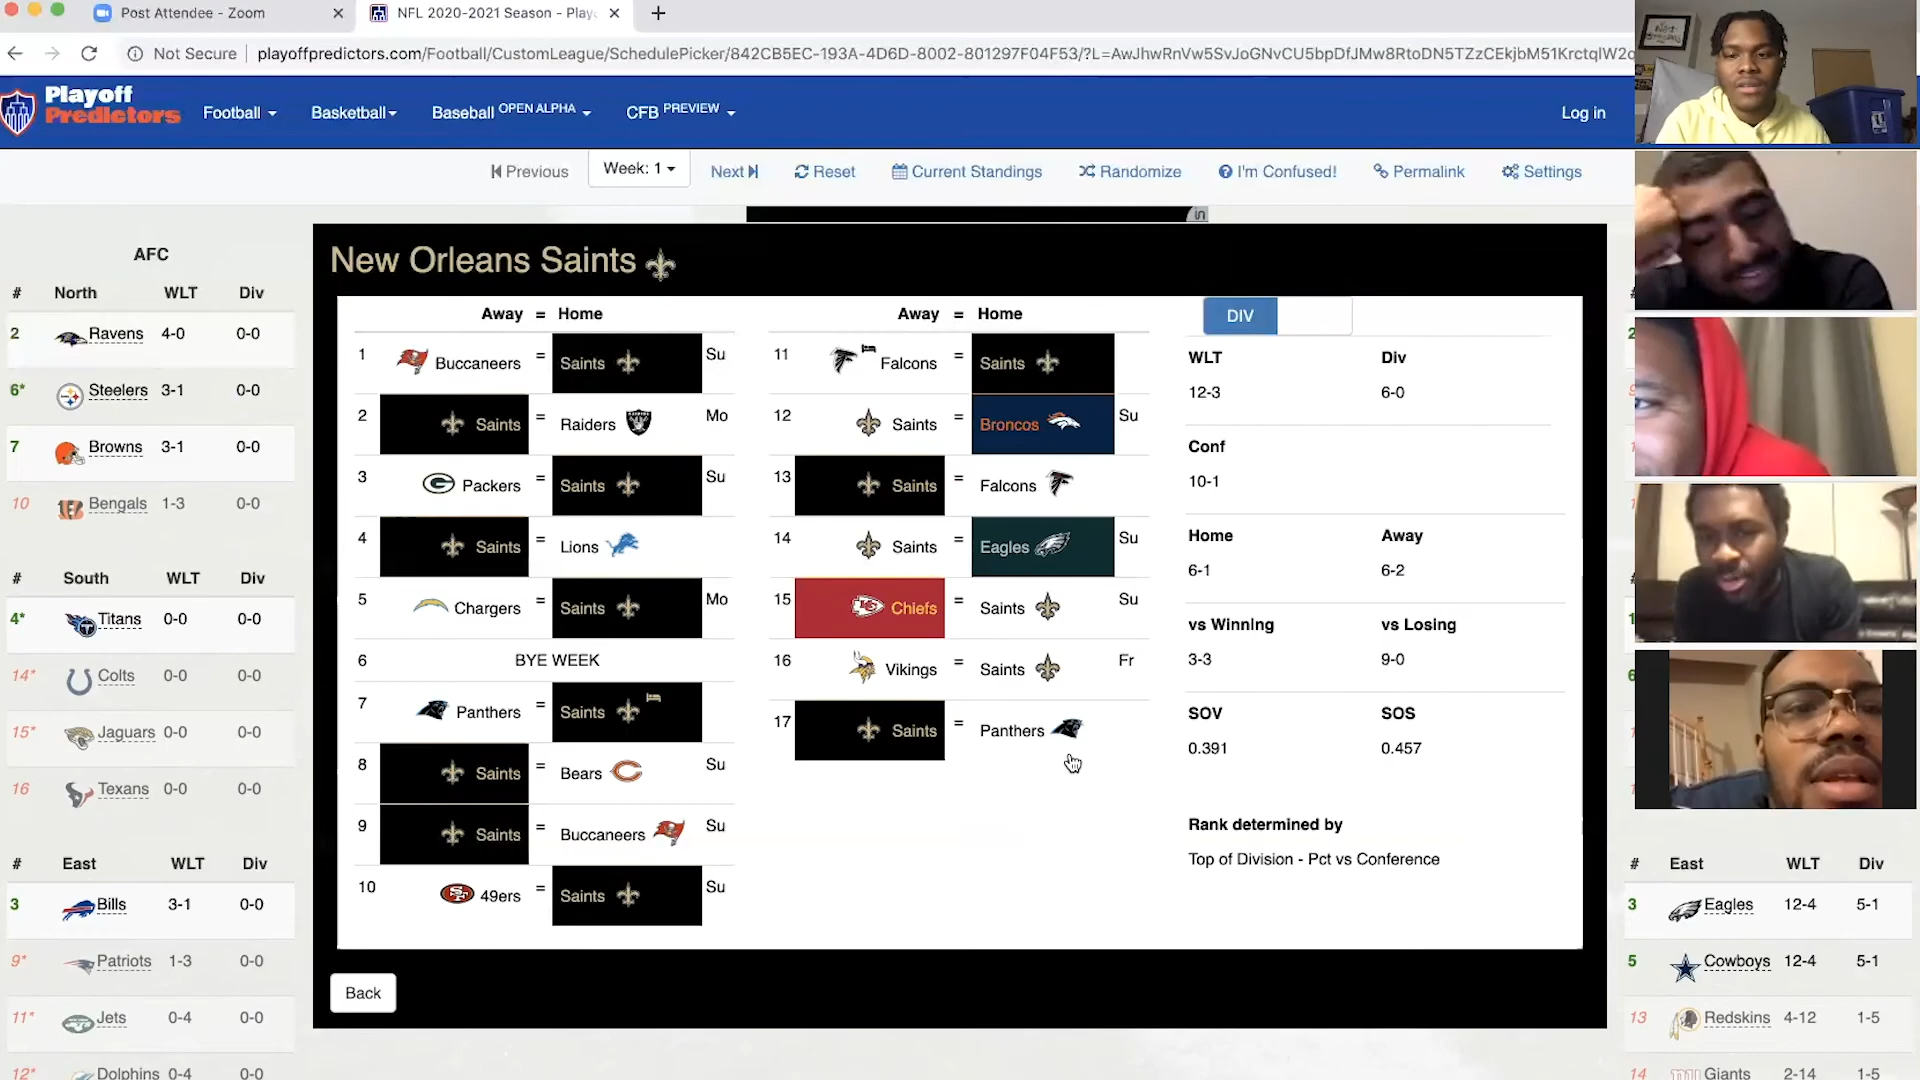 Post Attendee - Zoom
NFL 2020-2021 Season - Play
Not Secure
playoffpredictors.com/Football/CustomLeague/SchedulePicker/842CB5EC-193A-4D6D-8002-801297F04F53/?L=AwJhwRnVw5SvJoGNvCU5bpDfJMw8RtoDN5TZzCEkjbM51KrctqlW2o
Playoff
Predictors
Football
Basketball
Baseball OPEN ALPHA
CFB PREVIEW
Log in
Previous
Week: 1
Next
Reset
Current Standings
Randomize
I'm Confused!
Permalink
Settings
AFC
# North WLT Div
2 Ravens 4-0 0-0
6* Steelers 3-1 0-0
7 Browns 3-1 0-0
10 Bengals 1-3 0-0
# South WLT Div
4* Titans 0-0 0-0
14* Colts 0-0 0-0
15* Jaguars 0-0 0-0
16 Texans 0-0 0-0
# East WLT Div
3 Bills 3-1 0-0
9* Patriots 1-3 0-0
11* Jets 0-4 0-0
12* Dolphins 0-4 0-0
New Orleans Saints
Away = Home
1 Buccaneers = Saints Su
2 Saints = Raiders Mo
3 Packers = Saints Su
4 Saints = Lions
5 Chargers = Saints Mo
6 BYE WEEK
7 Panthers = Saints
8 Saints = Bears Su
9 Saints = Buccaneers Su
10 49ers = Saints Su
Away = Home
11 Falcons = Saints
12 Saints = Broncos Su
13 Saints = Falcons
14 Saints = Eagles Su
15 Chiefs = Saints Su
16 Vikings = Saints Fr
17 Saints = Panthers
DIV
WLT Div
12-3 6-0
Conf
10-1
Home Away
6-1 6-2
vs Winning vs Losing
3-3 9-0
SOV SOS
0.391 0.457
Rank determined by
Top of Division - Pct vs Conference
Back
# East WLT Div
3 Eagles 12-4 5-1
5 Cowboys 12-4 5-1
13 Redskins 4-12 1-5
14 Giants 2-14 1-5